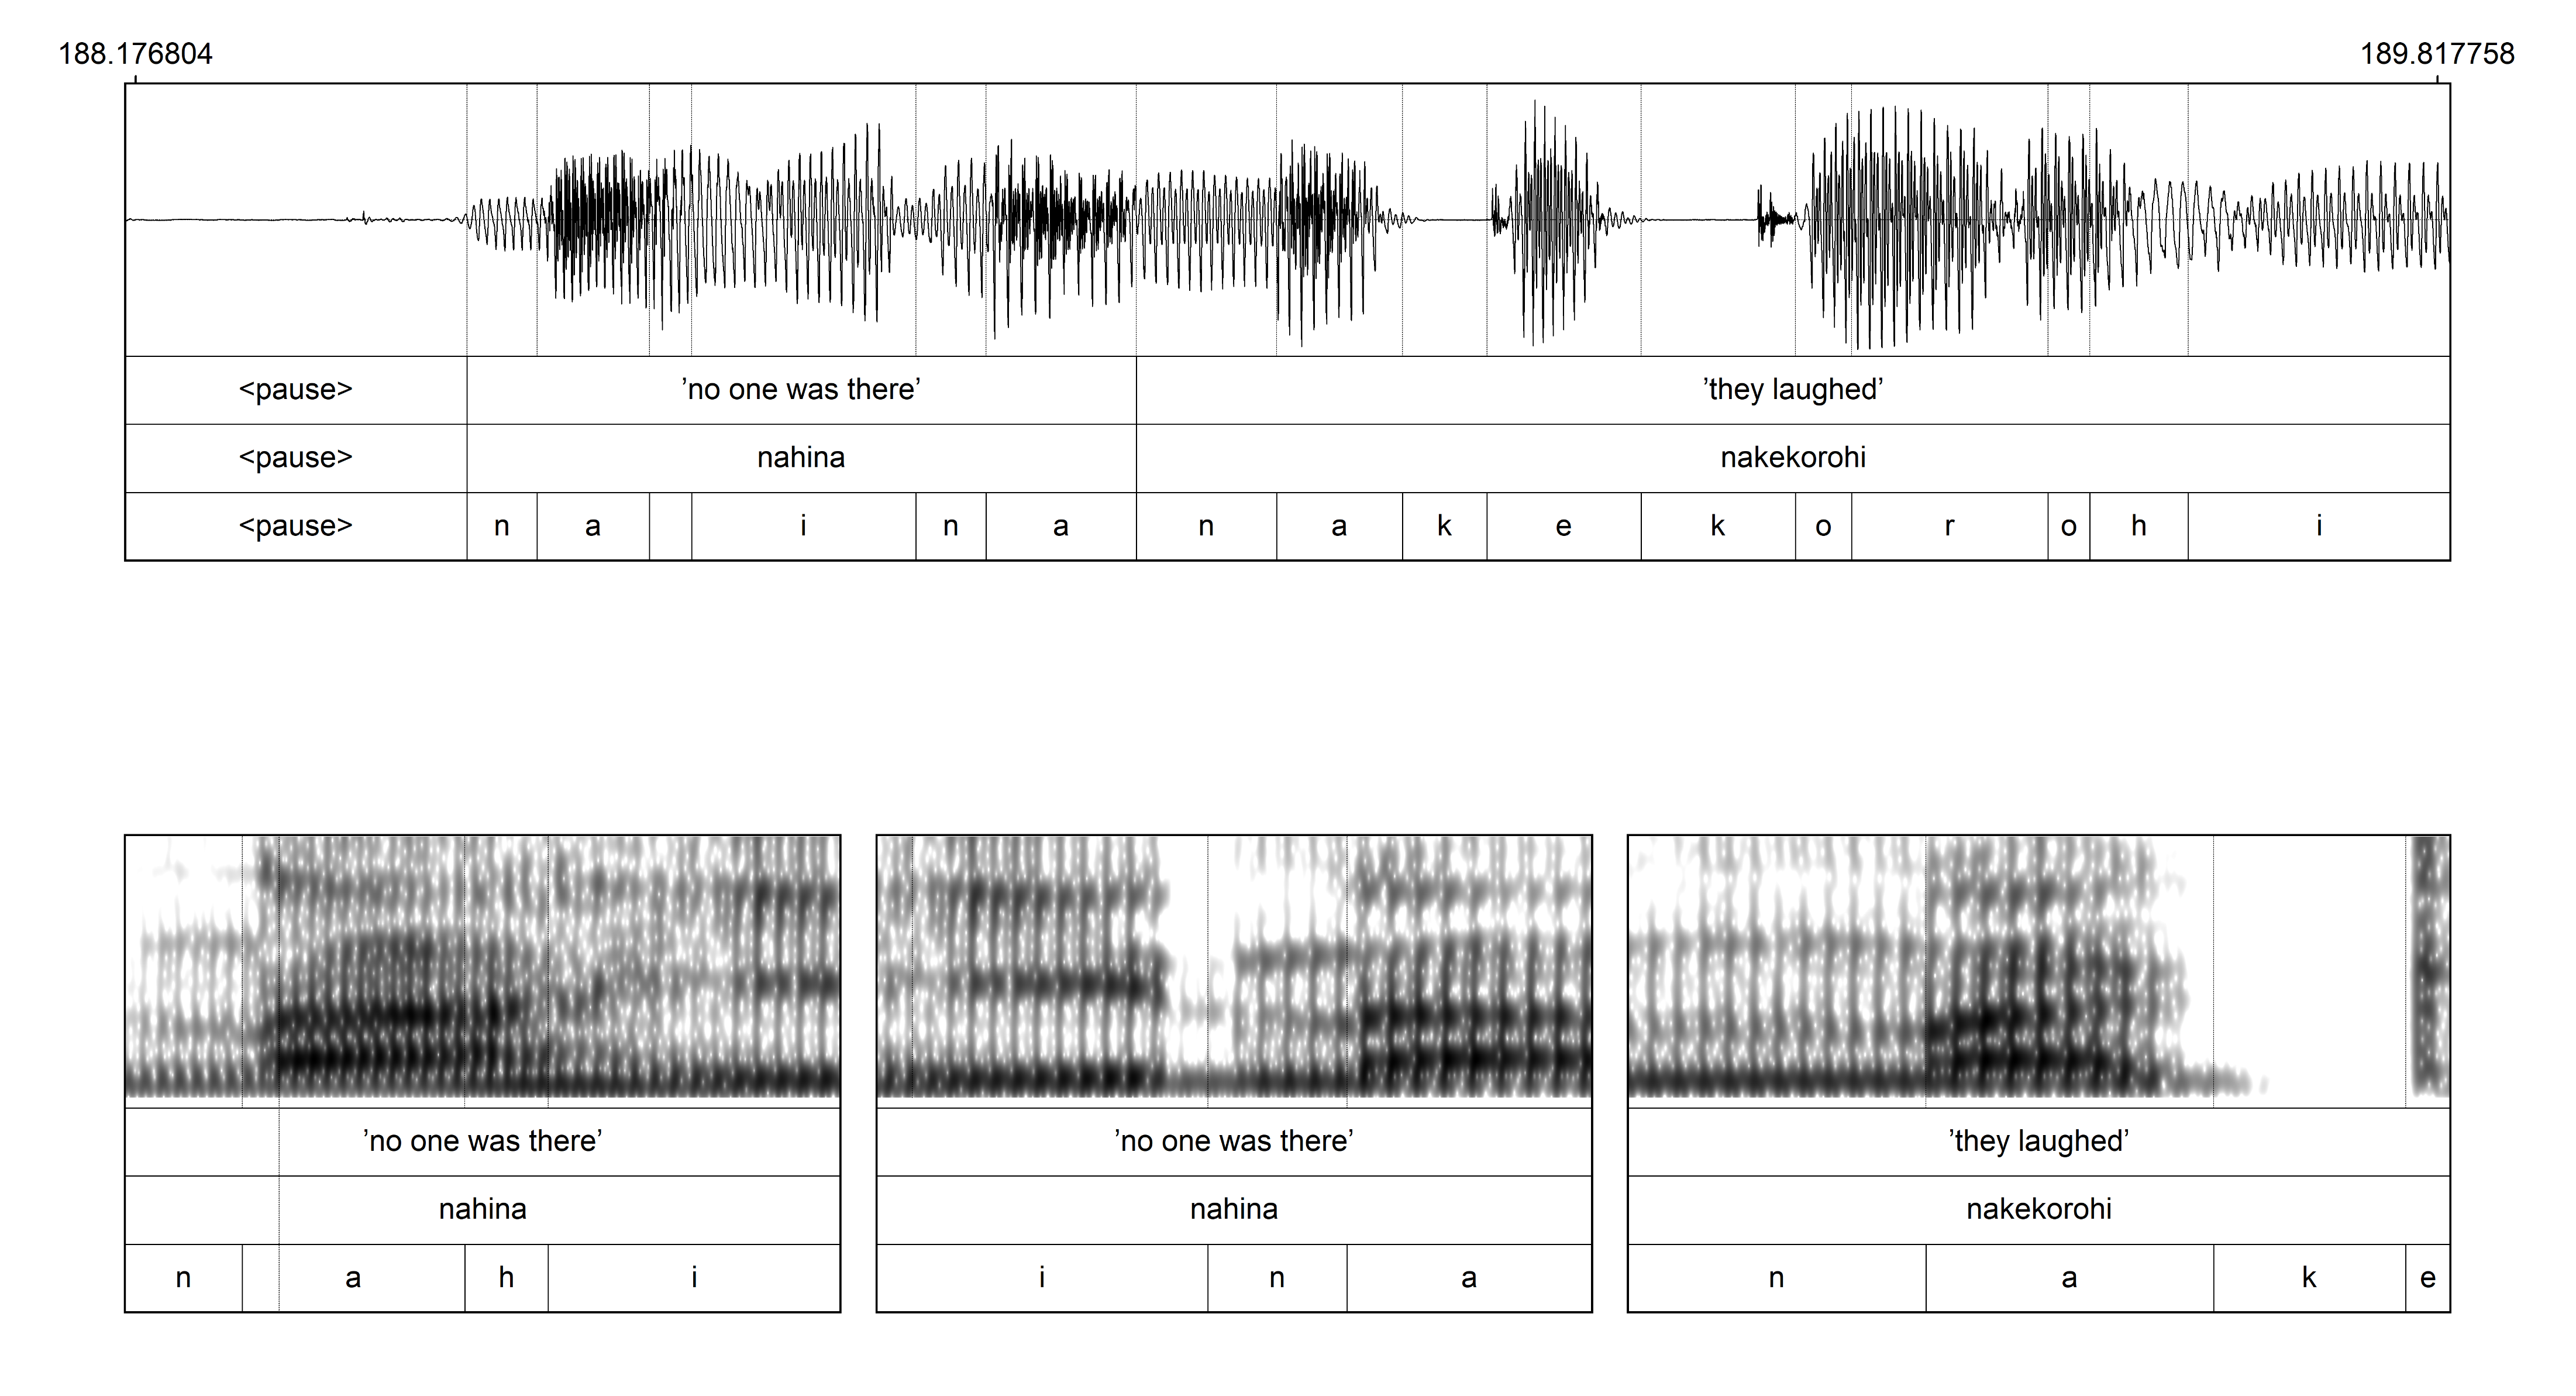 188.176804 189.817758
<pause> ’no one was there’ ’they laughed’
<pause> nahina nakekorohi
<pause> n a i n a n a k e k o r o h i
’no one was there’ ’no one was there’ ’they laughed’
nahina nahina nakekorohi
n a h i i n a n a k e